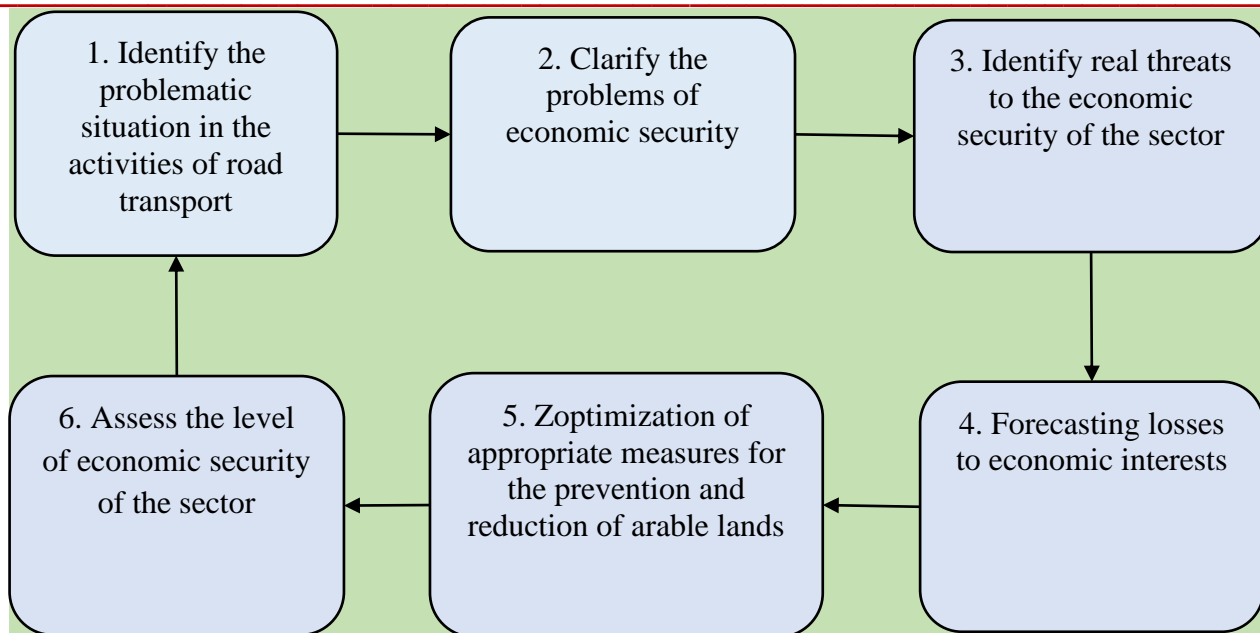 1. Identify the
problematic
situation in the
activities of road
transport
2. Clarify the
problems of
economic security
3. Identify real threats
to the economic
security of the sector
4. Forecasting losses
to economic interests
5. Zoptimization of
appropriate measures for
the prevention and
reduction of arable lands
6. Assess the level
of economic security
of the sector